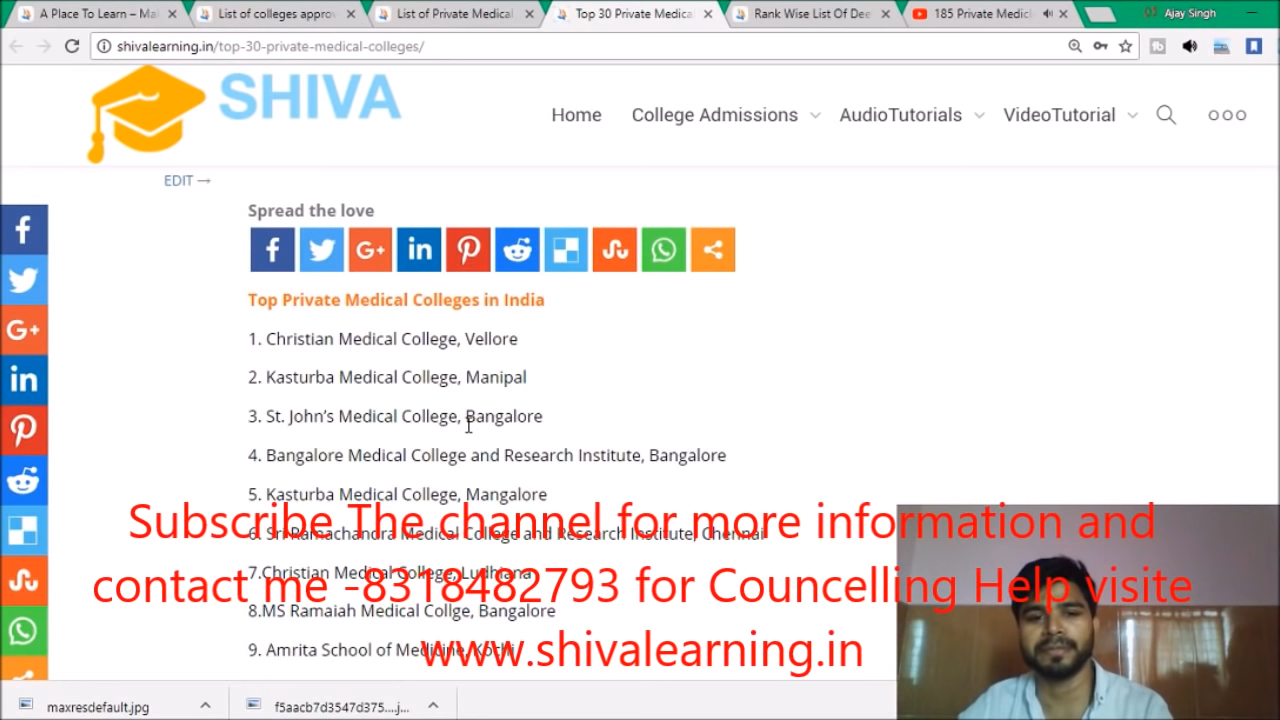 A Place To Learn – Ma
List of colleges approv
List of Private Medical
Top 30 Private Medica
Rank Wise List Of Dee
185 Private Medic
Ajay Singh
shivalearning.in/top-30-private-medical-colleges/
SHIVA
Home
College Admissions
AudioTutorials
VideoTutorial
EDIT →
Spread the love
Top Private Medical Colleges in India
1. Christian Medical College, Vellore
2. Kasturba Medical College, Manipal
3. St. John’s Medical College, Bangalore
4. Bangalore Medical College and Research Institute, Bangalore
5. Kasturba Medical College, Mangalore
Subscribe The channel for more information and
6. Sri Ramachandra Medical College and Research Institute, Chennai
7.Christian Medical College, Ludhiana
contact me -8318482793 for Councelling Help visite
8.MS Ramaiah Medical Collge, Bangalore
9. Amrita School of Medicine, Kochi
www.shivalearning.in
maxresdefault.jpg
f5aacb7d3547d375....j...